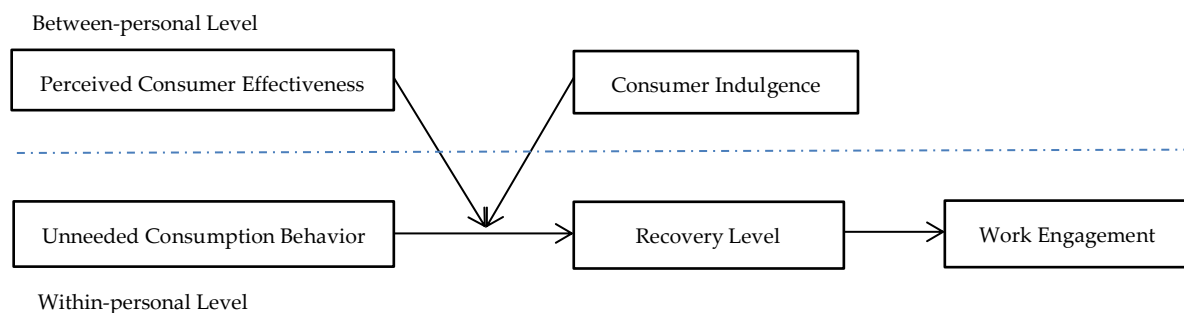 Between-personal Level
Perceived Consumer Effectiveness
Consumer Indulgence
Unneeded Consumption Behavior
Recovery Level
Work Engagement
Within-personal Level